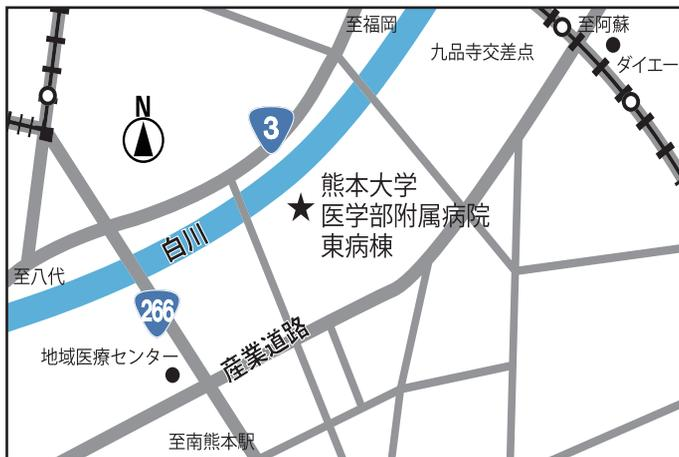 至福岡
至阿蘇
九品寺交差点
ダイエー
N
3
熊本大学
医学部附属病院
東病棟
白川
至八代
266
産業道路
地域医療センター
至南熊本駅